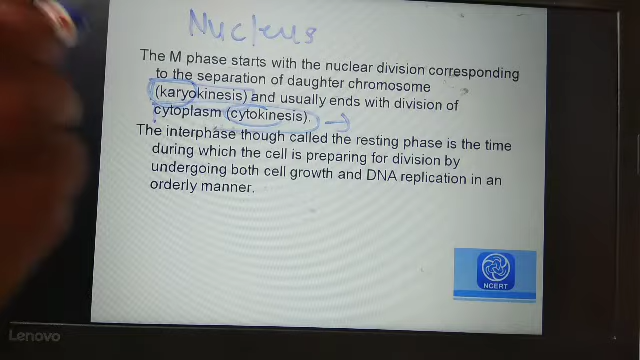 Nucleus
The M phase starts with the nuclear division corresponding
to the separation of daughter chromosome
(karyokinesis) and usually ends with division of
cytoplasm (cytokinesis).
The interphase though called the resting phase is the time
during which the cell is preparing for division by
undergoing both cell growth and DNA replication in an
orderly manner.
NCERT
Lenovo